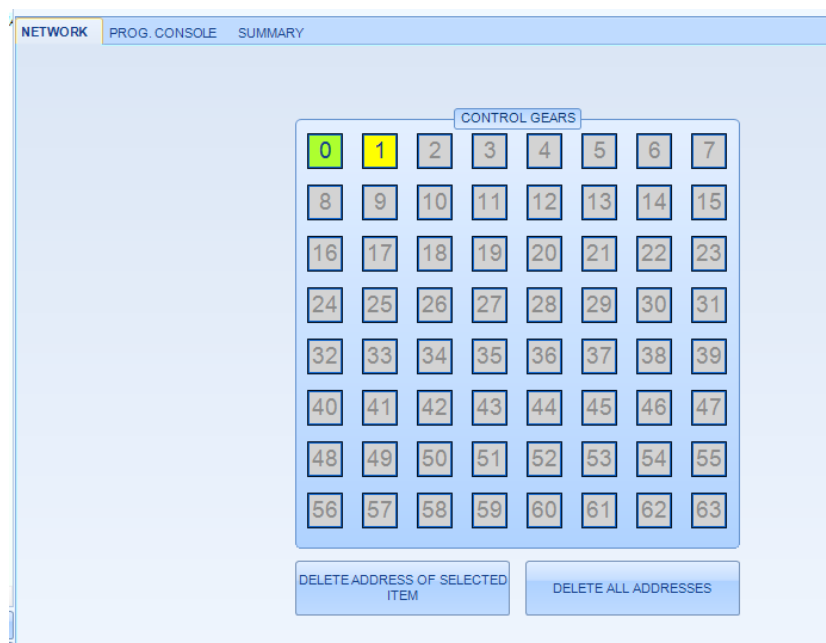 NETWORK PROG. CONSOLE SUMMARY
CONTROL GEARS
0 1 2 3 4 5 6 7
8 9 10 11 12 13 14 15
16 17 18 19 20 21 22 23
24 25 26 27 28 29 30 31
32 33 34 35 36 37 38 39
40 41 42 43 44 45 46 47
48 49 50 51 52 53 54 55
56 57 58 59 60 61 62 63
DELETE ADDRESS OF SELECTED
ITEM
DELETE ALL ADDRESSES